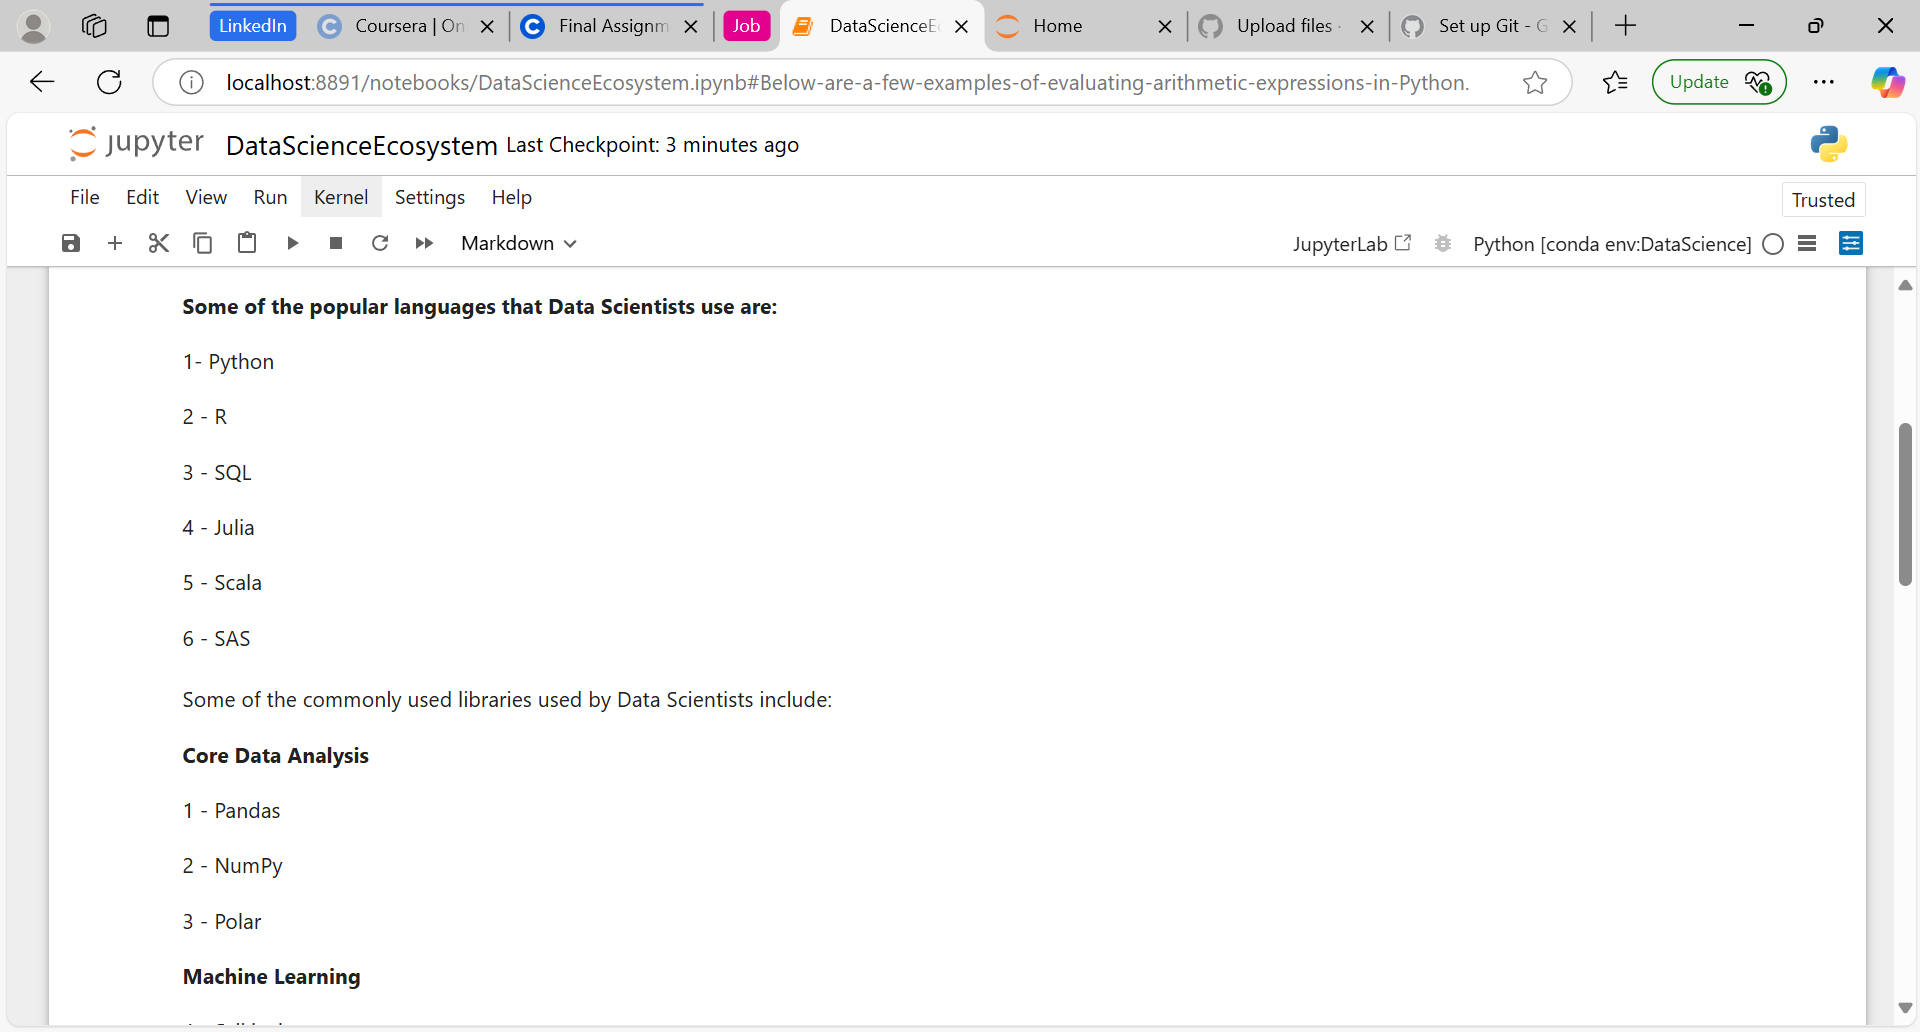 LinkedIn
Coursera | On
Final Assignm
Job
DataScienceE
Home
Upload files ·
Set up Git - G
localhost:8891/notebooks/DataScienceEcosystem.ipynb#Below-are-a-few-examples-of-evaluating-arithmetic-expressions-in-Python.
Update
jupyter
DataScienceEcosystem Last Checkpoint: 3 minutes ago
File Edit View Run Kernel Settings Help
Trusted
Markdown
JupyterLab
Python [conda env:DataScience]
Some of the popular languages that Data Scientists use are:
1- Python
2 - R
3 - SQL
4 - Julia
5 - Scala
6 - SAS
Some of the commonly used libraries used by Data Scientists include:
Core Data Analysis
1 - Pandas
2 - NumPy
3 - Polar
Machine Learning